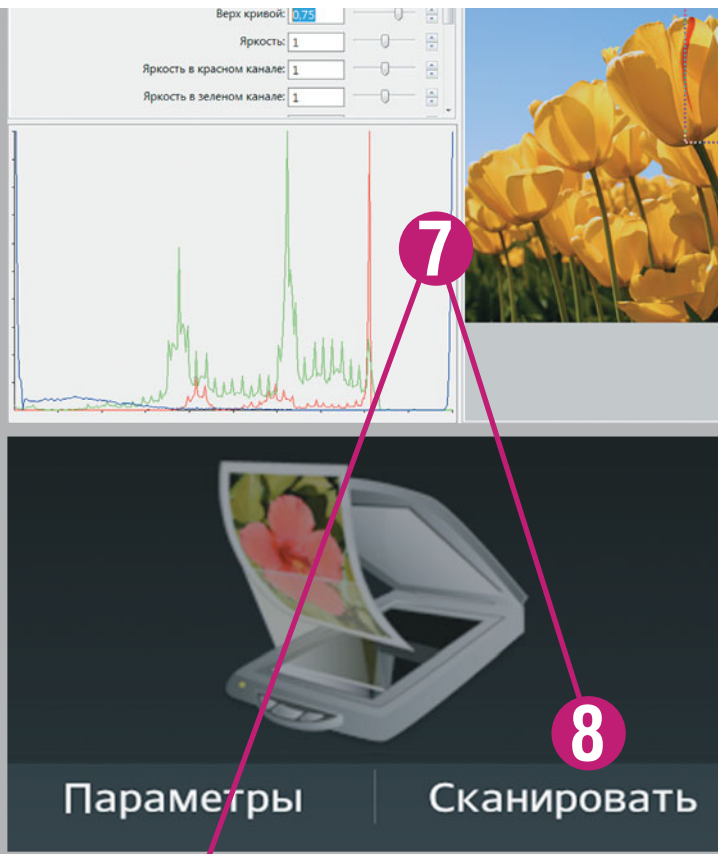 Верх кривой: 0,75
Яркость: 1
Яркость в красном канале: 1
Яркость в зеленом канале: 1
7
8
Параметры
Сканировать